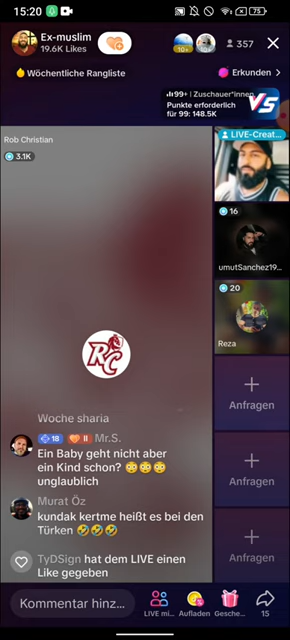 15:20
75
Ex-muslim
19.6K Likes
10+
357
Wöchentliche Rangliste
Erkunden
99+ | Zuschauer*innen
Punkte erforderlich
für 99: 148.5K
VS
Rob Christian
3.1K
LIVE-Creat...
16
umutSanchez19...
20
Reza
RC
Anfragen
Anfragen
Anfragen
Woche sharia
18 II Mr.S.
Ein Baby geht nicht aber
ein Kind schon? 😳😳😳
unglaublich
Murat Öz
kundak kertme heißt es bei den
Türken 🤣🤣🤣
TyDSign hat dem LIVE einen
Like gegeben
Kommentar hinz...
LIVE mi...
Aufladen
Gesche...
15